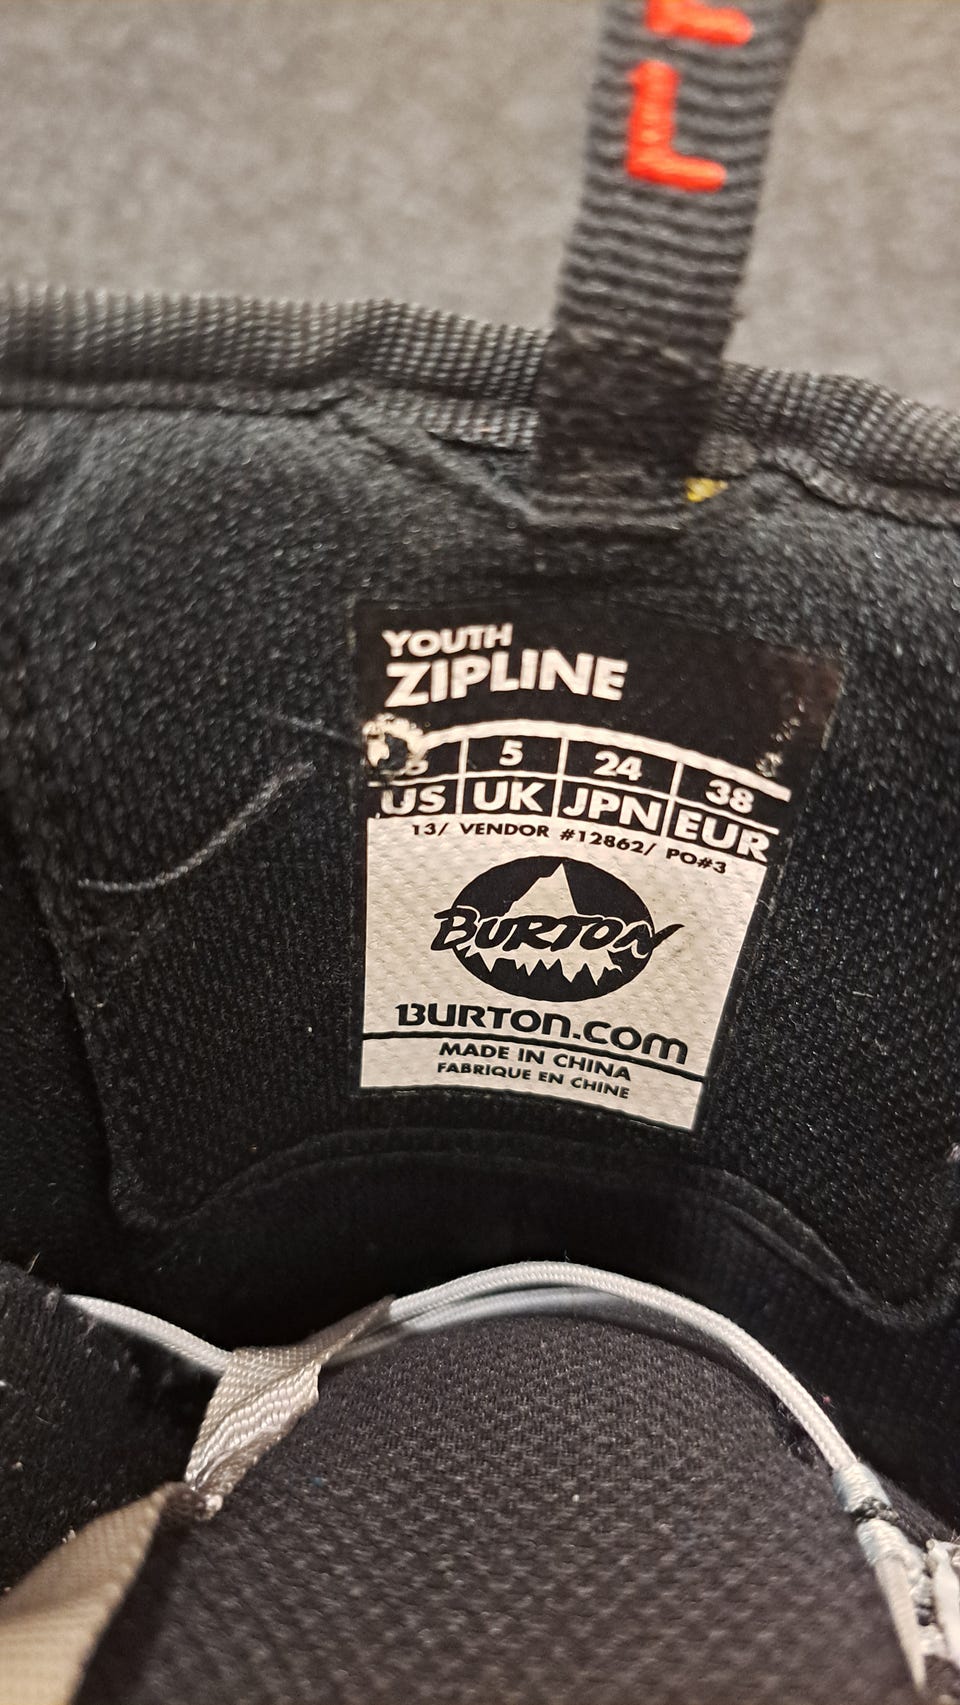 L
YOUTH
ZIPLINE
5 24 38
US UK JPN EUR
13/ VENDOR #12862/ PO#3
BURTON
BURTON.COM
MADE IN CHINA
FABRIQUE EN CHINE